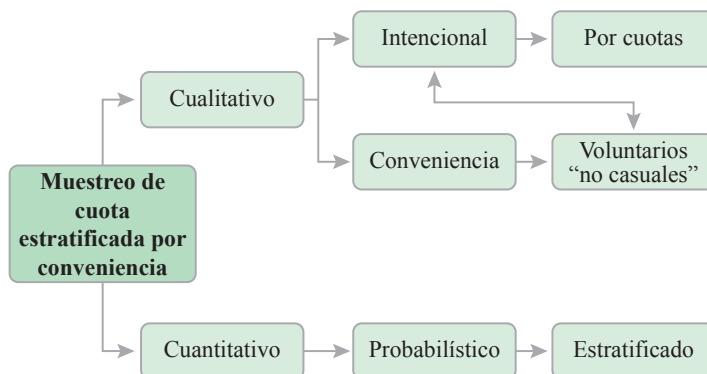 Intencional
Por cuotas
Cualitativo
Conveniencia
Voluntarios
“no casuales”
Muestreo de
cuota
estratificada por
conveniencia
Cuantitativo
Probabilístico
Estratificado